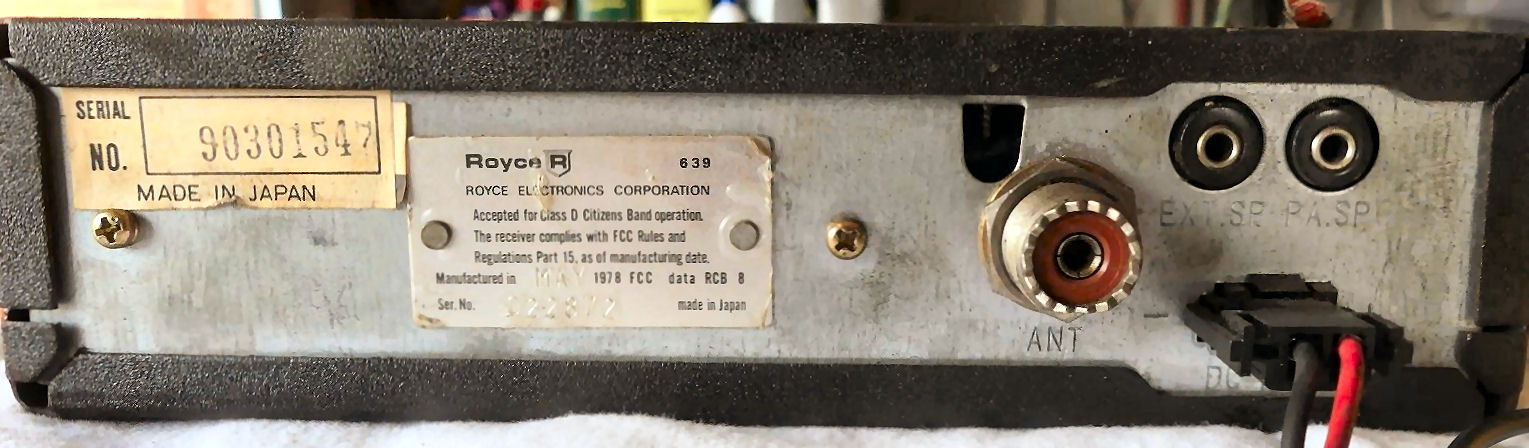 SERIAL
NO.
90301547
MADE IN JAPAN
Royce R 639
ROYCE ELECTRONICS CORPORATION
Accepted for Class D Citizens Band operation.
The receiver complies with FCC Rules and
Regulations Part 15, as of manufacturing date.
Manufactured in MAY 1978 FCC data RCB 8
Ser. No. made in Japan
EXT.SP PA.SP
ANT
DC